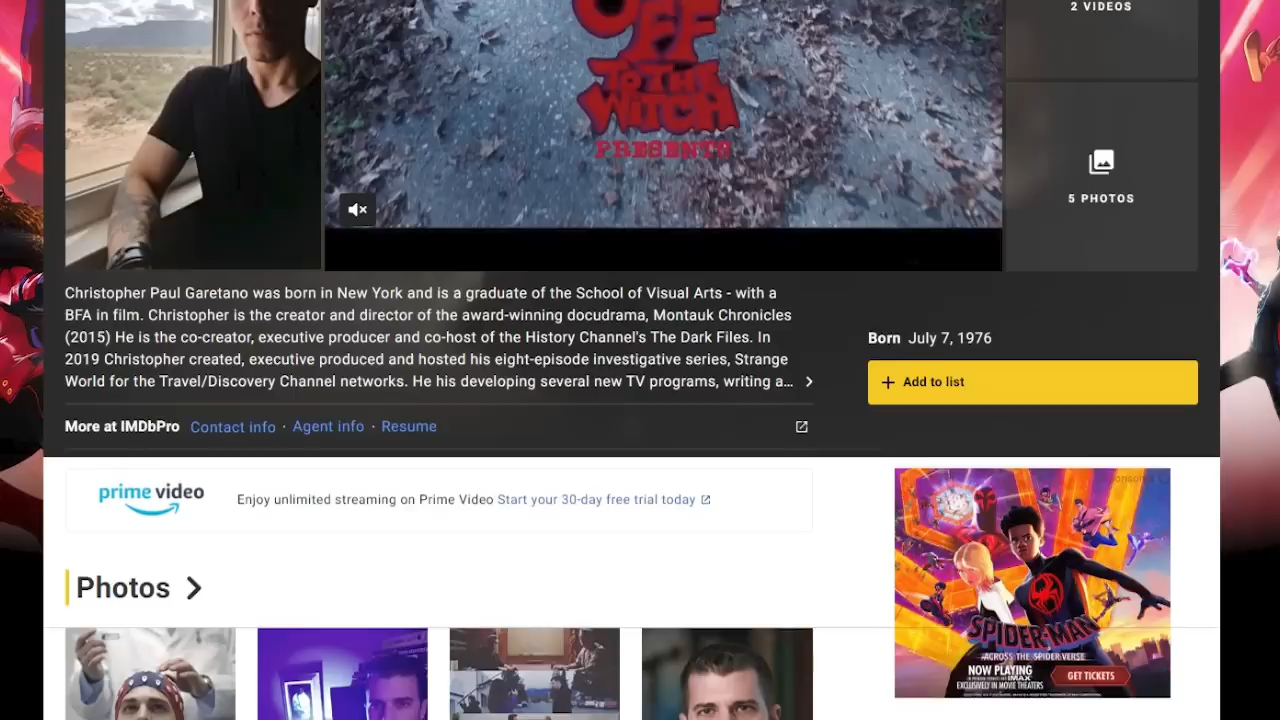 2 VIDEOS
OFF
TO THE
WITCH
PRESENTS
5 PHOTOS
Christopher Paul Garetano was born in New York and is a graduate of the School of Visual Arts - with a
BFA in film. Christopher is the creator and director of the award-winning docudrama, Montauk Chronicles
(2015) He is the co-creator, executive producer and co-host of the History Channel's The Dark Files. In
2019 Christopher created, executive produced and hosted his eight-episode investigative series, Strange
World for the Travel/Discovery Channel networks. He his developing several new TV programs, writing a...
Born July 7, 1976
+ Add to list
More at IMDbPro Contact info · Agent info · Resume
prime video
Enjoy unlimited streaming on Prime Video Start your 30-day free trial today
Photos
SPIDER-MAN
ACROSS THE SPIDER-VERSE
NOW PLAYING
EXCLUSIVELY IN MOVIE THEATERS
GET TICKETS